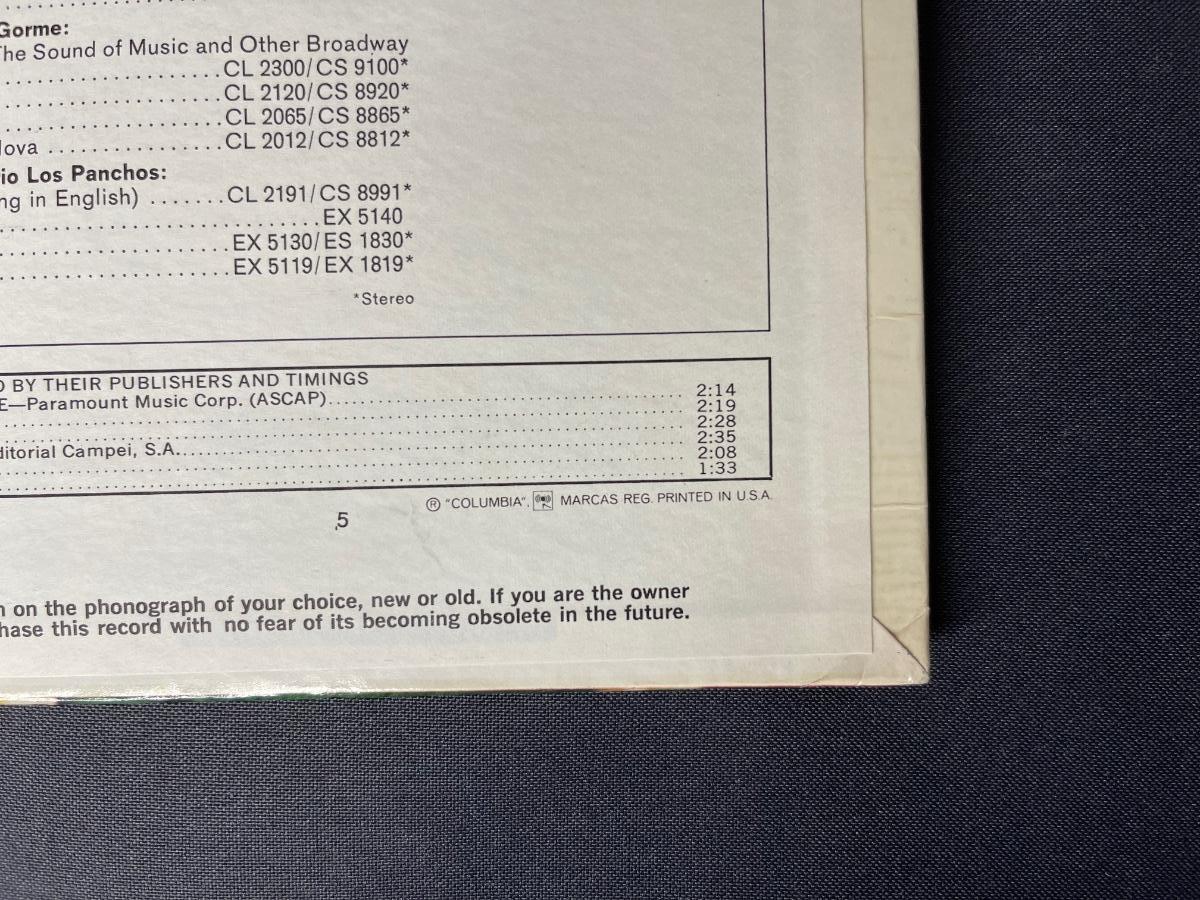 Gorme:
The Sound of Music and Other Broadway
........................CL 2300/CS 9100*
........................CL 2120/CS 8920*
........................CL 2065/CS 8865*
................CL 2012/CS 8812*
Los Panchos:
in English) .......CL 2191/CS 8991*
................................EX 5140
........................EX 5130/ES 1830*
........................EX 5119/EX 1819*
*Stereo
BY THEIR PUBLISHERS AND TIMINGS
E—Paramount Music Corp. (ASCAP)........ 2:14
2:19
2:28
2:35
Campei, S.A........ 2:08
1:33
® "COLUMBIA", MARCAS REG. PRINTED IN U.S.A.
5
on the phonograph of your choice, new or old. If you are the owner
this record with no fear of its becoming obsolete in the future.